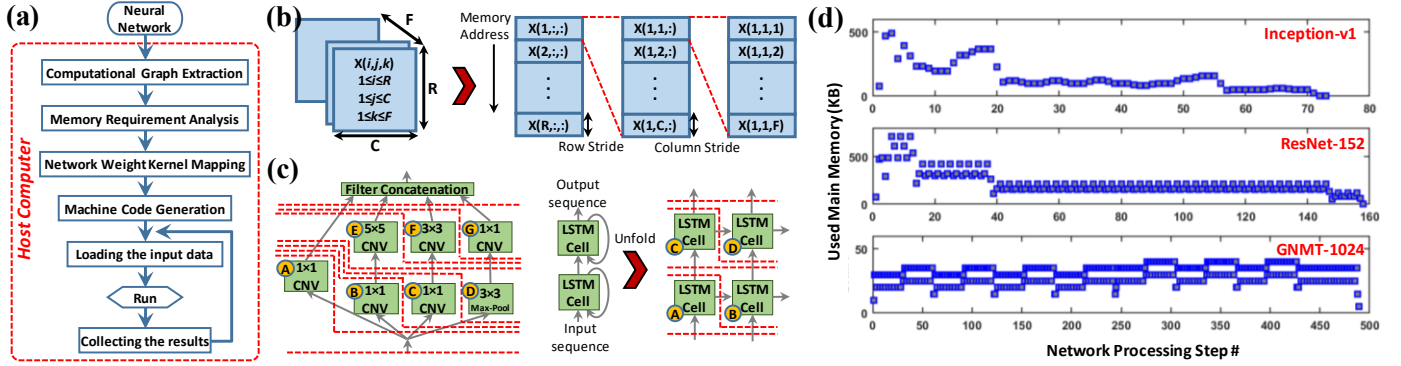 (a)
Neural
Network
Host Computer
Computational Graph Extraction
Memory Requirement Analysis
Network Weight Kernel Mapping
Machine Code Generation
Loading the input data
Run
Collecting the results
(b)
F
X(i,j,k)
1≤i≤R
1≤j≤C
1≤k≤F
R
C
Memory
Address
X(1,:,:)
X(2,:,:)
X(R,:,:)
Row Stride
X(1,1,:)
X(1,2,:)
X(1,C,:)
Column Stride
X(1,1,1)
X(1,1,2)
X(1,1,F)
(c)
Filter Concatenation
E 5×5
CNV
F 3×3
CNV
G 1×1
CNV
A 1×1
CNV
B 1×1
CNV
C 1×1
CNV
D 3×3
Max-Pool
Output
sequence
LSTM
Cell
LSTM
Cell
Input
sequence
Unfold
LSTM
Cell
C
LSTM
Cell
D
LSTM
Cell
A
LSTM
Cell
B
(d)
Used Main Memory (KB)
Inception-v1
500
0
0 10 20 30 40 50 60 70 80
ResNet-152
500
0
0 20 40 60 80 100 120 140 160
GNMT-1024
40
20
0
0 50 100 150 200 250 300 350 400 450 500
Network Processing Step #